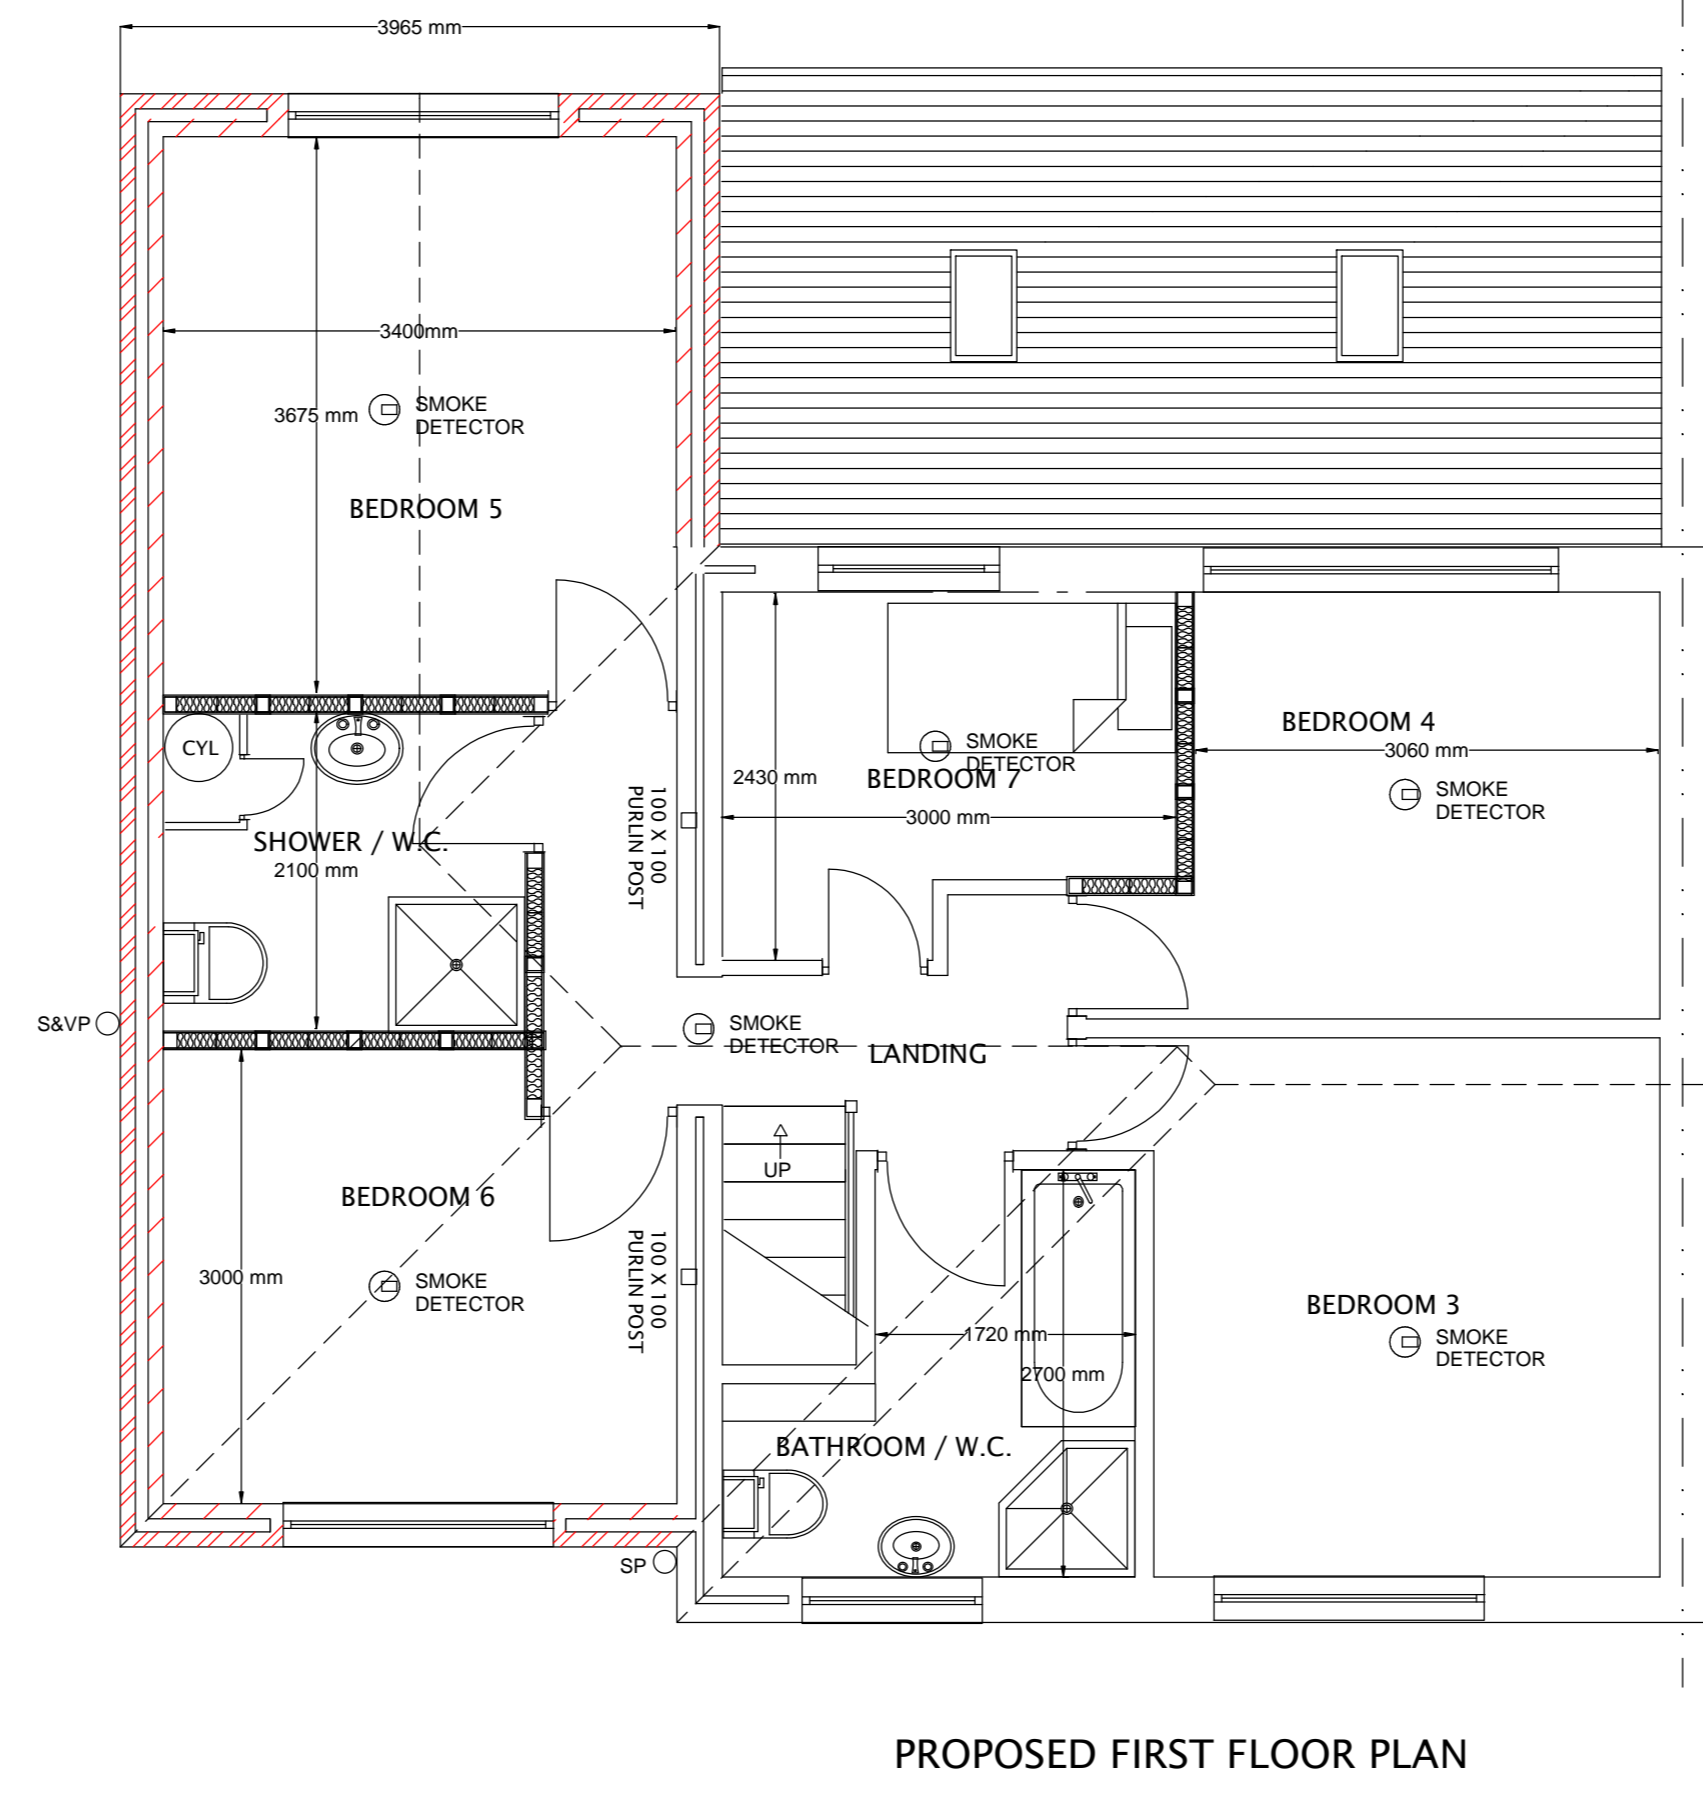 3965 mm
3400mm
3675 mm
SMOKE
DETECTOR
BEDROOM 5
CYL
SHOWER / W.C.
2100 mm
100 X 100
PURLIN POST
2430 mm
SMOKE
DETECTOR
BEDROOM 7
3000 mm
BEDROOM 4
3060 mm
SMOKE
DETECTOR
S&VP
SMOKE
DETECTOR
LANDING
UP
BEDROOM 6
3000 mm
SMOKE
DETECTOR
100 X 100
PURLIN POST
1720 mm
2700 mm
BEDROOM 3
SMOKE
DETECTOR
BATHROOM / W.C.
SP
PROPOSED FIRST FLOOR PLAN